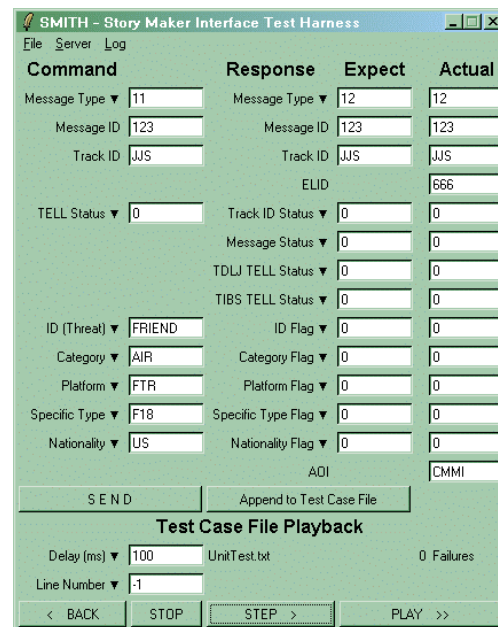 SMITH - Story Maker Interface Test Harness
File Server Log
Command Response Expect Actual
Message Type 11 Message Type 12 12
Message ID 123 Message ID 123 123
Track ID JJS Track ID JJS JJS
ELID 666
TELL Status 0 Track ID Status 0 0
Message Status 0 0
TDLJ TELL Status 0 0
TIBS TELL Status 0 0
ID (Threat) FRIEND ID Flag 0 0
Category AIR Category Flag 0 0
Platform FTR Platform Flag 0 0
Specific Type F18 Specific Type Flag 0 0
Nationality US Nationality Flag 0 0
AOI CMMI
SEND Append to Test Case File
Test Case File Playback
Delay (ms) 100 UnitTest.txt 0 Failures
Line Number -1
< BACK STOP STEP > PLAY >>